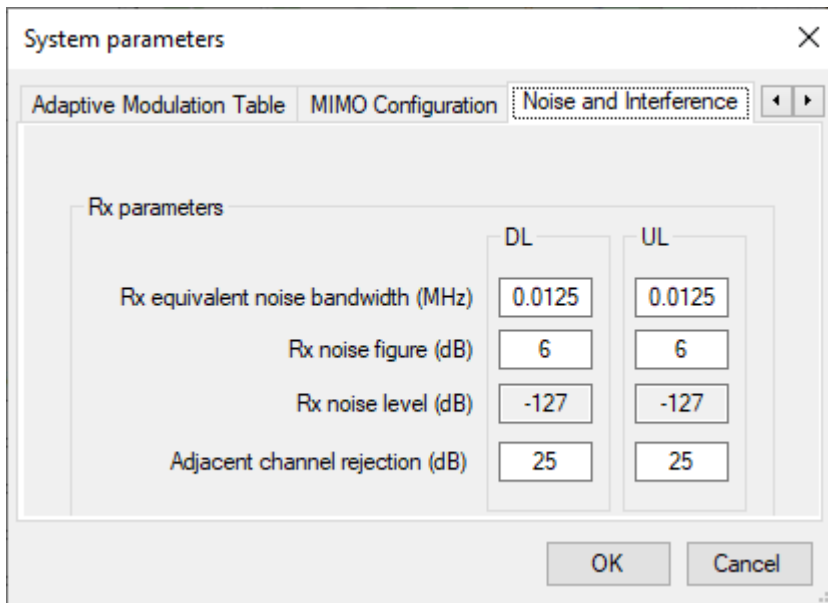 System parameters
Adaptive Modulation Table MIMO Configuration Noise and Interference
Rx parameters
DL UL
Rx equivalent noise bandwidth (MHz) 0.0125 0.0125
Rx noise figure (dB) 6 6
Rx noise level (dB) -127 -127
Adjacent channel rejection (dB) 25 25
OK Cancel